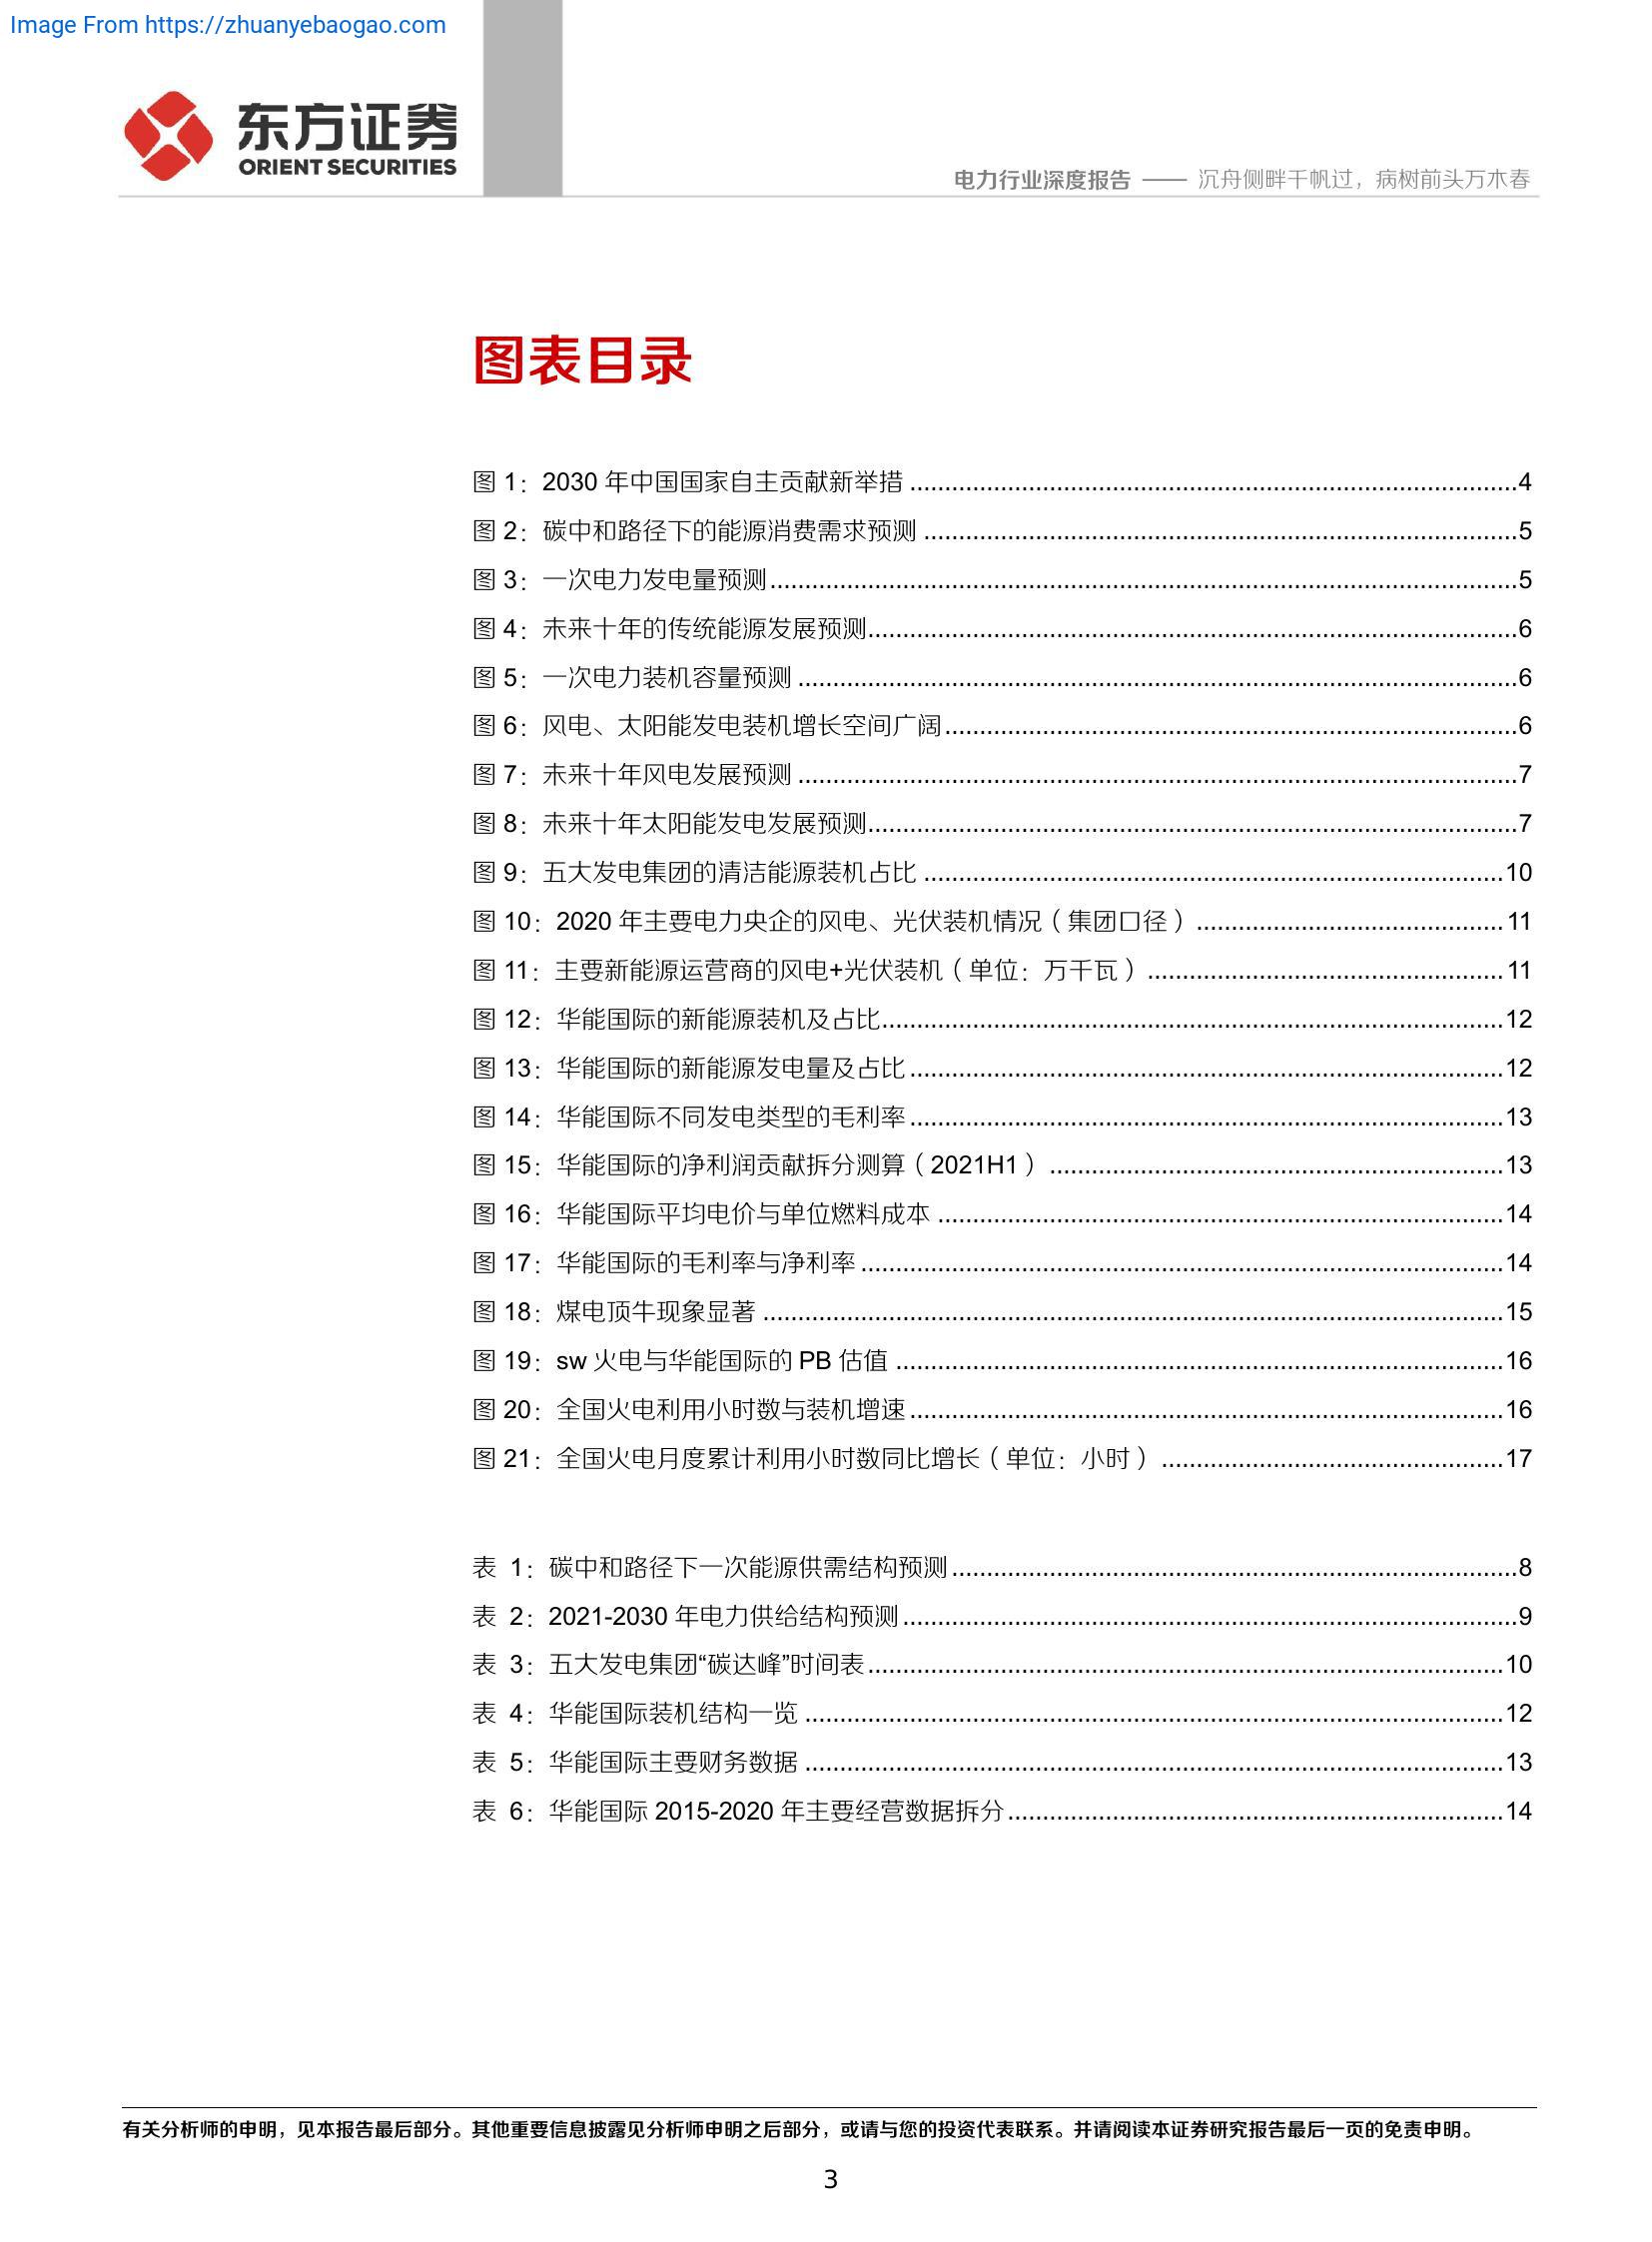 Image From https://zhuanyebaogao.com
东方证券
ORIENT SECURITIES
电力行业深度报告 —— 沉舟侧畔千帆过，病树前头万木春
图表目录
图 1：2030 年中国国家自主贡献新举措 ........................................................................................4
图 2：碳中和路径下的能源消费需求预测 ......................................................................................5
图 3：一次电力发电量预测 ...........................................................................................................5
图 4：未来十年的传统能源发展预测 .............................................................................................6
图 5：一次电力装机容量预测 .......................................................................................................6
图 6：风电、太阳能发电装机增长空间广阔 ..................................................................................6
图 7：未来十年风电发展预测 .......................................................................................................7
图 8：未来十年太阳能发电发展预测 .............................................................................................7
图 9：五大发电集团的清洁能源装机占比 ....................................................................................10
图 10：2020 年主要电力央企的风电、光伏装机情况（集团口径） ............................................11
图 11：主要新能源运营商的风电+光伏装机（单位：万千瓦） ...................................................11
图 12：华能国际的新能源装机及占比 .........................................................................................12
图 13：华能国际的新能源发电量及占比 .....................................................................................12
图 14：华能国际不同发电类型的毛利率 .....................................................................................13
图 15：华能国际的净利润贡献拆分测算（2021H1） .................................................................13
图 16：华能国际平均电价与单位燃料成本 .................................................................................14
图 17：华能国际的毛利率与净利率 ............................................................................................14
图 18：煤电顶牛现象显著 ..........................................................................................................15
图 19：sw 火电与华能国际的 PB 估值 .......................................................................................16
图 20：全国火电利用小时数与装机增速 .....................................................................................16
图 21：全国火电月度累计利用小时数同比增长（单位：小时） .................................................17
表 1：碳中和路径下一次能源供需结构预测 .................................................................................8
表 2：2021-2030 年电力供给结构预测 ........................................................................................9
表 3：五大发电集团“碳达峰”时间表 ...........................................................................................10
表 4：华能国际装机结构一览 ....................................................................................................12
表 5：华能国际主要财务数据 ....................................................................................................13
表 6：华能国际 2015-2020 年主要经营数据拆分 .......................................................................14
有关分析师的申明，见本报告最后部分。其他重要信息披露见分析师申明之后部分，或请与您的投资代表联系。并请阅读本证券研究报告最后一页的免责申明。
3